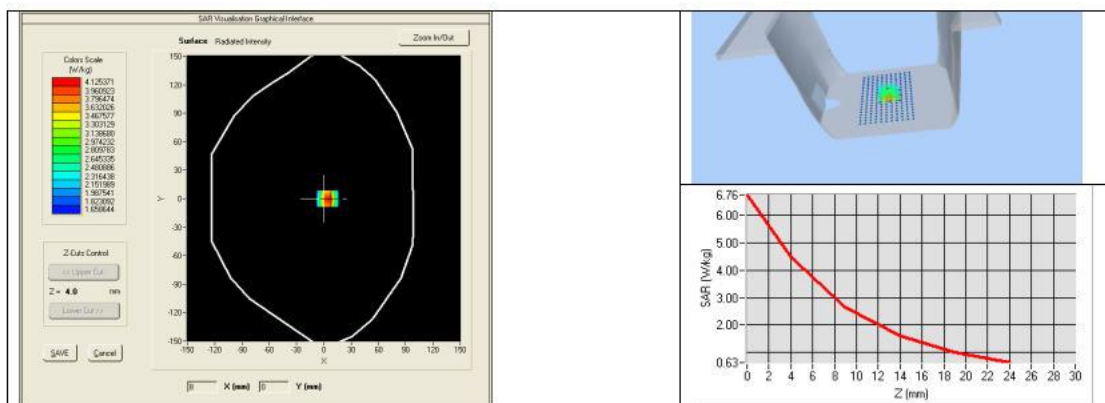 SAR Visualisation Graphical Interface
Surface Radiated Intensity
Zoom In/Out
Colors Scale
(W/kg)
4.125371
3.960923
3.796474
3.632026
3.467577
3.303129
3.138680
2.974232
2.809783
2.645335
2.480886
2.316438
2.151989
1.987541
1.823092
1.658644
Z-Cuts Control
<< Upper Cut
Z = 4.0 mm
Lower Cut >>
SAVE Cancel
150
120
90
60
30
0
-30
-60
-90
-120
-150
Y
-150 -120 -90 -60 -30 0 30 60 90 120 150
X
0 X (mm) 0 Y (mm)
6.76
6.00
4.00
3.00
2.00
0.63
SAR (W/kg)
0 2 4 6 8 10 12 14 16 18 20 22 24 26 28 30
Z (mm)